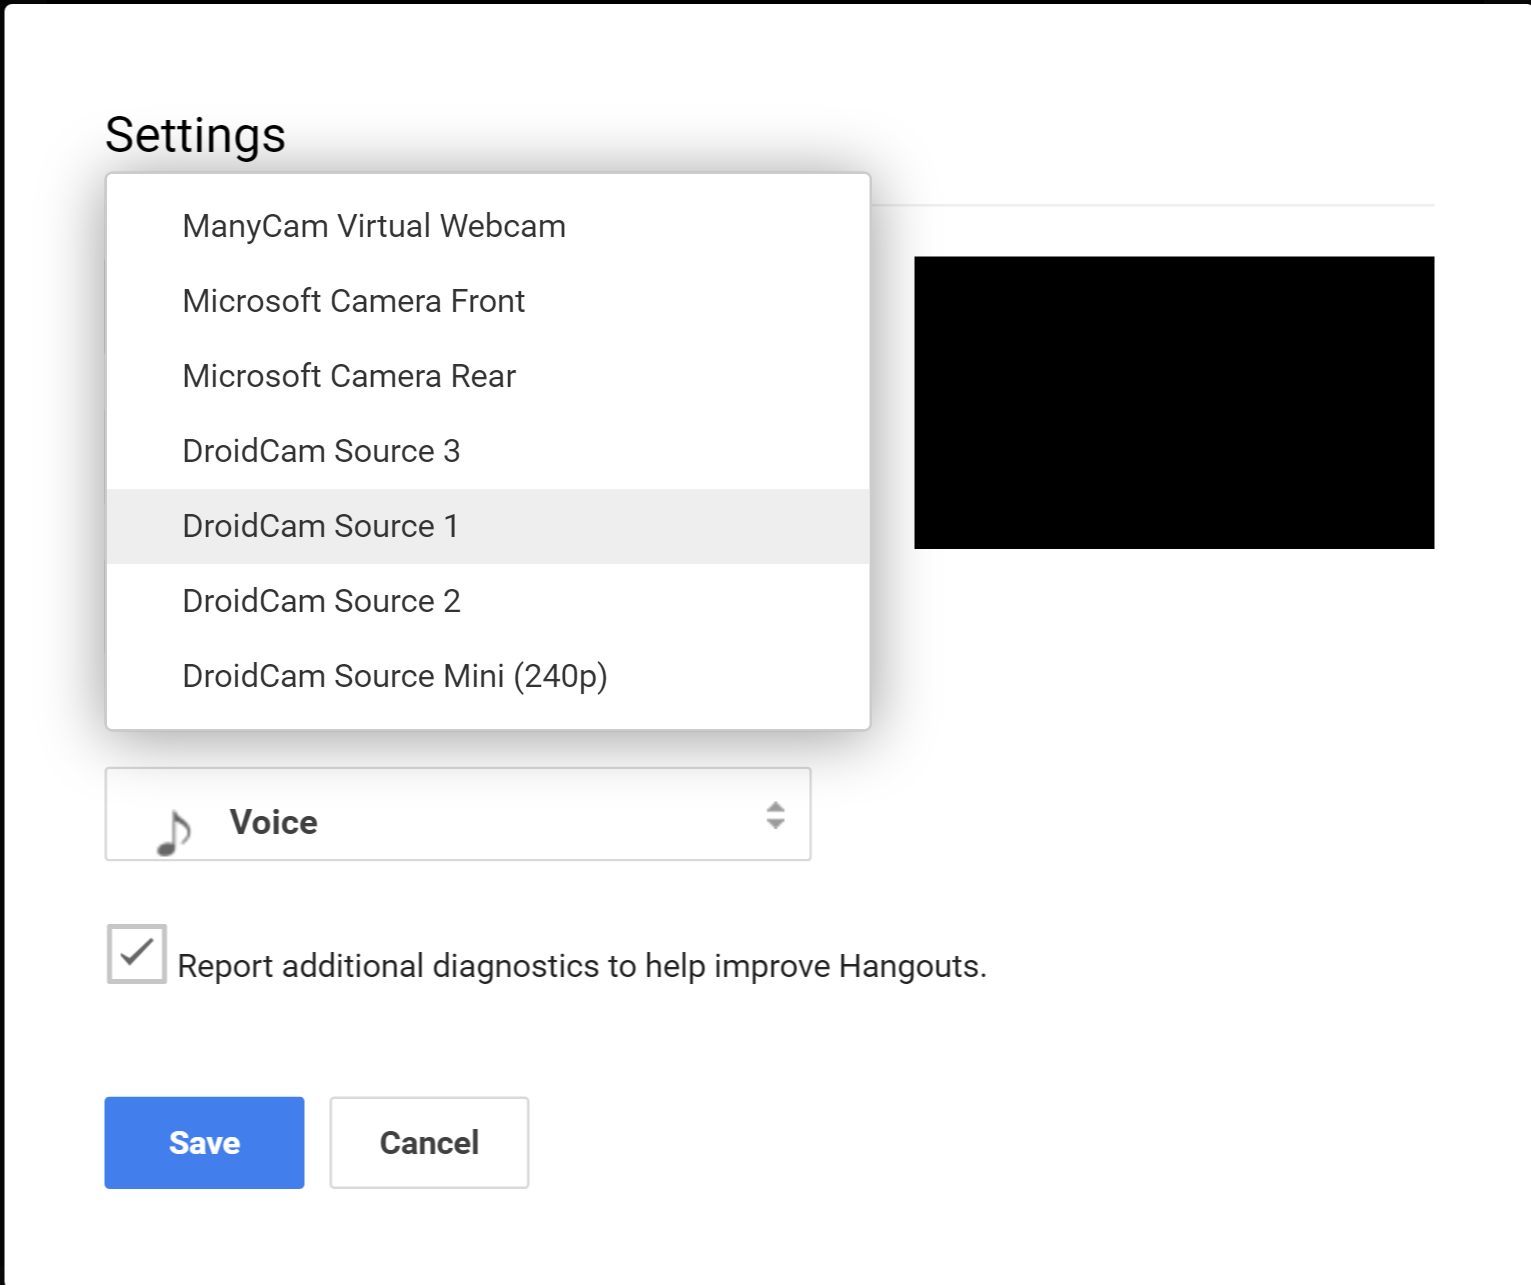 Settings
ManyCam Virtual Webcam
Microsoft Camera Front
Microsoft Camera Rear
DroidCam Source 3
DroidCam Source 1
DroidCam Source 2
DroidCam Source Mini (240p)
Voice
Report additional diagnostics to help improve Hangouts.
Save
Cancel